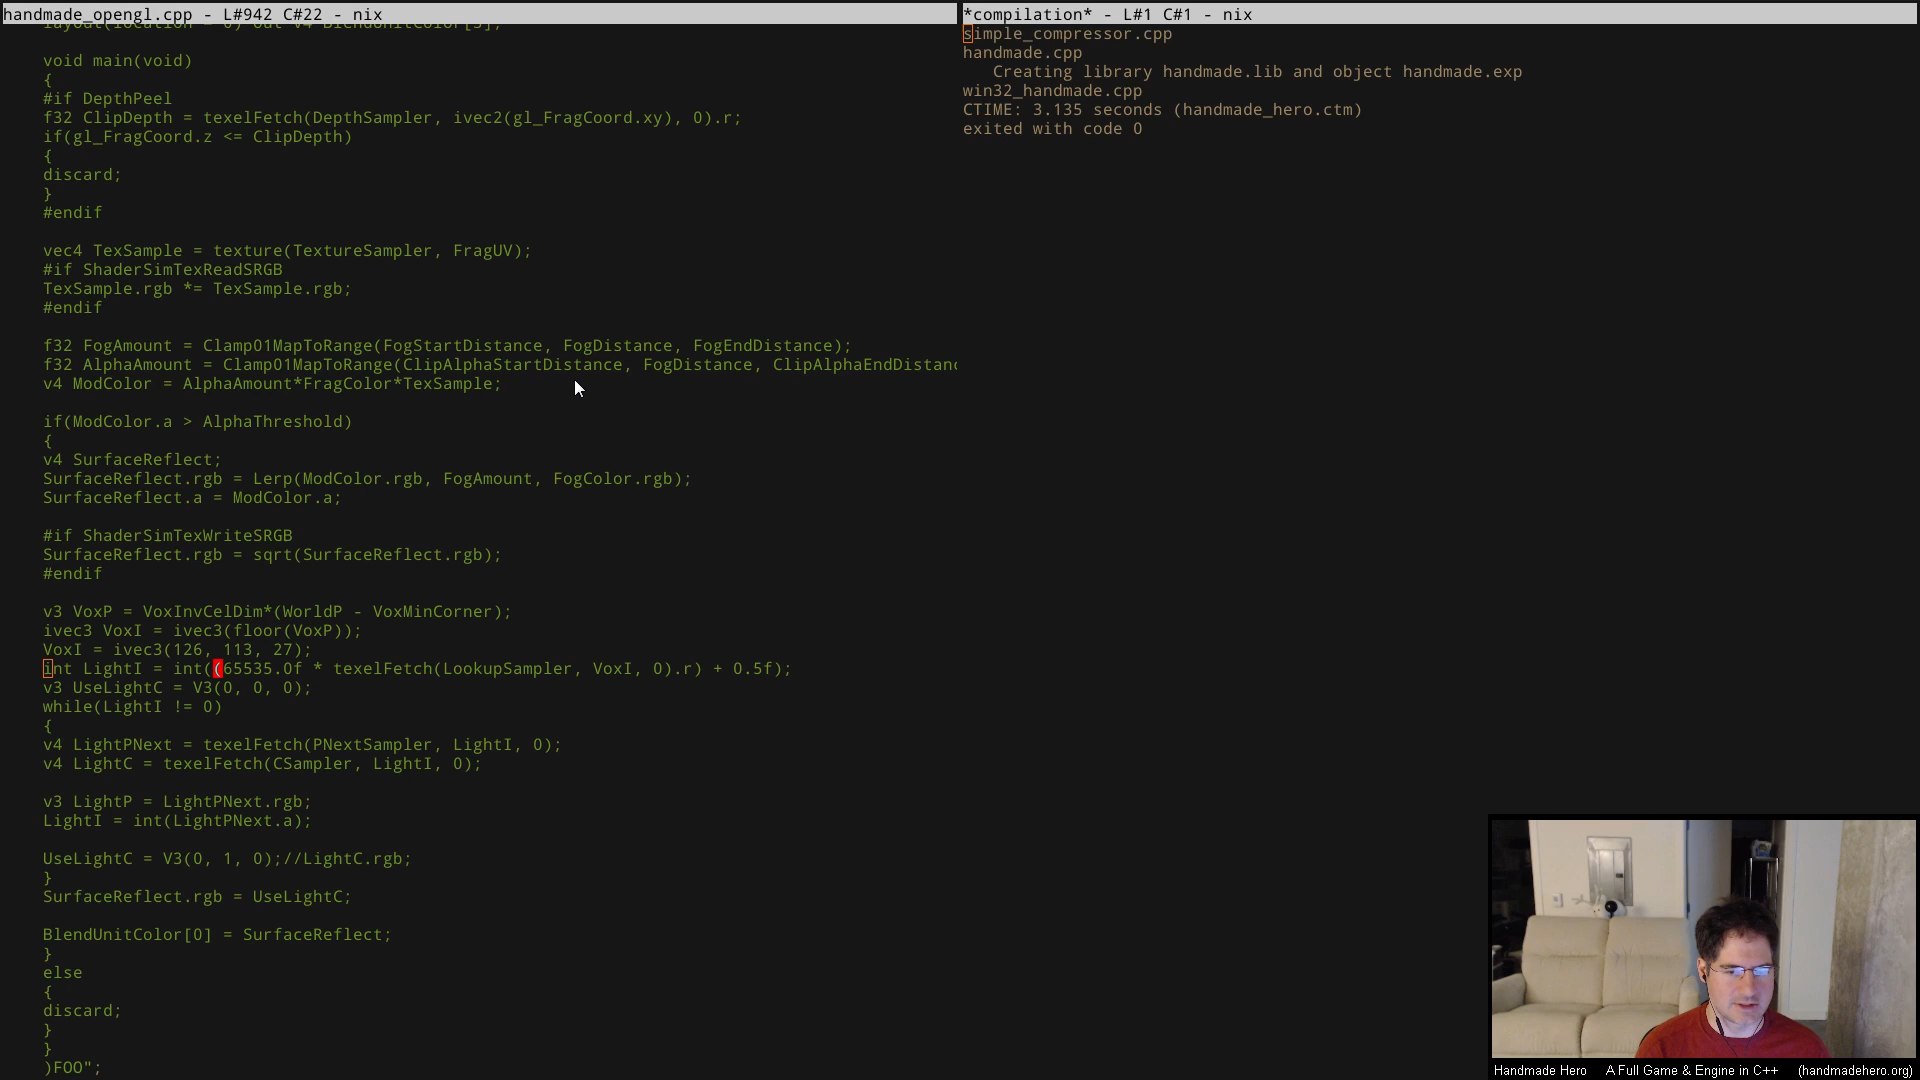 handmade_opengl.cpp - L#942 C#22 - nix
void main(void)
{
#if DepthPeel
f32 ClipDepth = texelFetch(DepthSampler, ivec2(gl_FragCoord.xy), 0).r;
if(gl_FragCoord.z <= ClipDepth)
{
discard;
}
#endif
vec4 TexSample = texture(TextureSampler, FragUV);
#if ShaderSimTexReadSRGB
TexSample.rgb *= TexSample.rgb;
#endif
f32 FogAmount = Clamp01MapToRange(FogStartDistance, FogDistance, FogEndDistance);
f32 AlphaAmount = Clamp01MapToRange(ClipAlphaStartDistance, FogDistance, ClipAlphaEndDistanc
v4 ModColor = AlphaAmount*FragColor*TexSample;
if(ModColor.a > AlphaThreshold)
{
v4 SurfaceReflect;
SurfaceReflect.rgb = Lerp(ModColor.rgb, FogAmount, FogColor.rgb);
SurfaceReflect.a = ModColor.a;
#if ShaderSimTexWriteSRGB
SurfaceReflect.rgb = sqrt(SurfaceReflect.rgb);
#endif
v3 VoxP = VoxInvCelDim*(WorldP - VoxMinCorner);
ivec3 VoxI = ivec3(floor(VoxP));
VoxI = ivec3(126, 113, 27);
int LightI = int((65535.0f * texelFetch(LookupSampler, VoxI, 0).r) + 0.5f);
v3 UseLightC = V3(0, 0, 0);
while(LightI != 0)
{
v4 LightPNext = texelFetch(PNextSampler, LightI, 0);
v4 LightC = texelFetch(CSampler, LightI, 0);
v3 LightP = LightPNext.rgb;
LightI = int(LightPNext.a);
UseLightC = V3(0, 1, 0);//LightC.rgb;
}
SurfaceReflect.rgb = UseLightC;
BlendUnitColor[0] = SurfaceReflect;
}
else
{
discard;
}
}
)FOO";
*compilation* - L#1 C#1 - nix
simple_compressor.cpp
handmade.cpp
Creating library handmade.lib and object handmade.exp
win32_handmade.cpp
CTIME: 3.135 seconds (handmade_hero.ctm)
exited with code 0
Handmade Hero A Full Game & Engine in C++ (handmadehero.org)